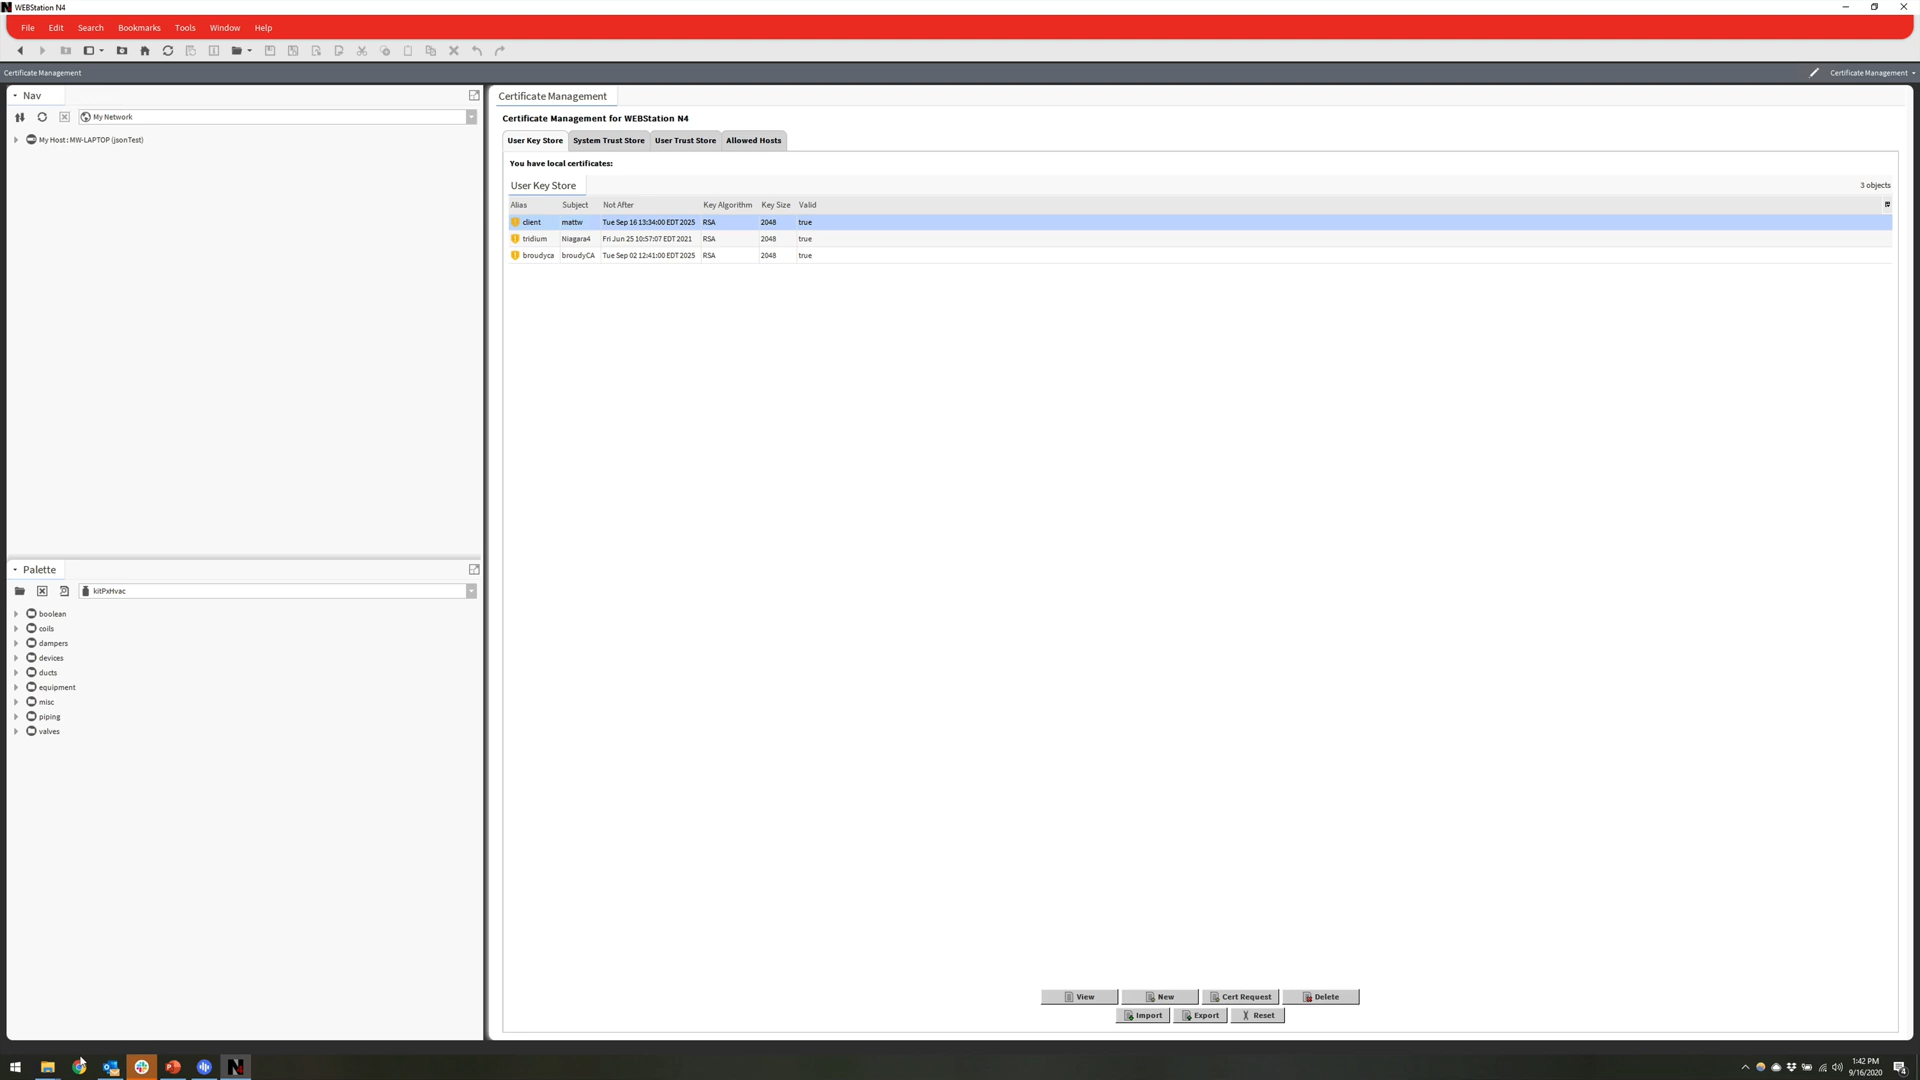 WEBStation N4
File Edit Search Bookmarks Tools Window Help
Certificate Management
Certificate Management
Nav
My Network
My Host : MW-LAPTOP (jsonTest)
Palette
kitPxHvac
boolean
coils
dampers
devices
ducts
equipment
misc
piping
valves
Certificate Management
Certificate Management for WEBStation N4
User Key Store System Trust Store User Trust Store Allowed Hosts
You have local certificates:
User Key Store 3 objects
Alias Subject Not After Key Algorithm Key Size Valid
client mattw Tue Sep 16 13:34:00 EDT 2025 RSA 2048 true
tridium Niagara4 Fri Jun 25 10:57:07 EDT 2021 RSA 2048 true
broudyca broudyCA Tue Sep 02 12:41:00 EDT 2025 RSA 2048 true
View New Cert Request Delete
Import Export Reset
1:42 PM
9/16/2020